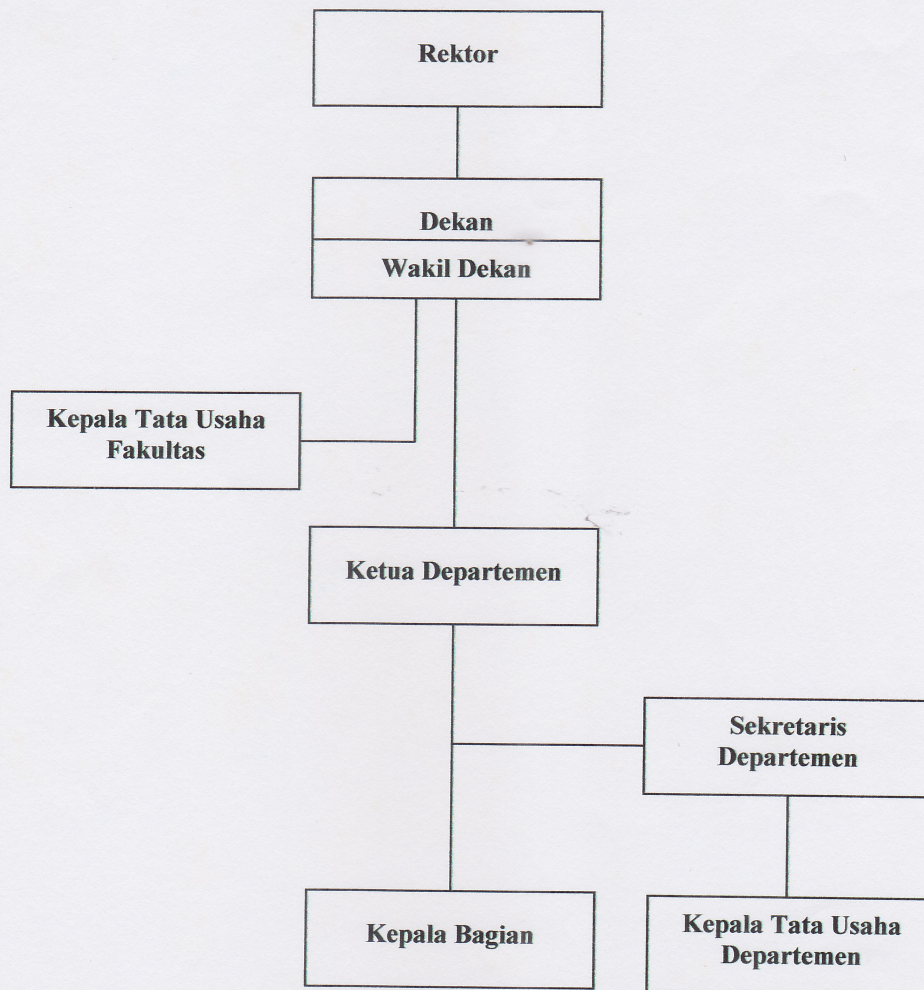 Rektor
Dekan
Wakil Dekan
Kepala Tata Usaha
Fakultas
Ketua Departemen
Sekretaris
Departemen
Kepala Bagian
Kepala Tata Usaha
Departemen